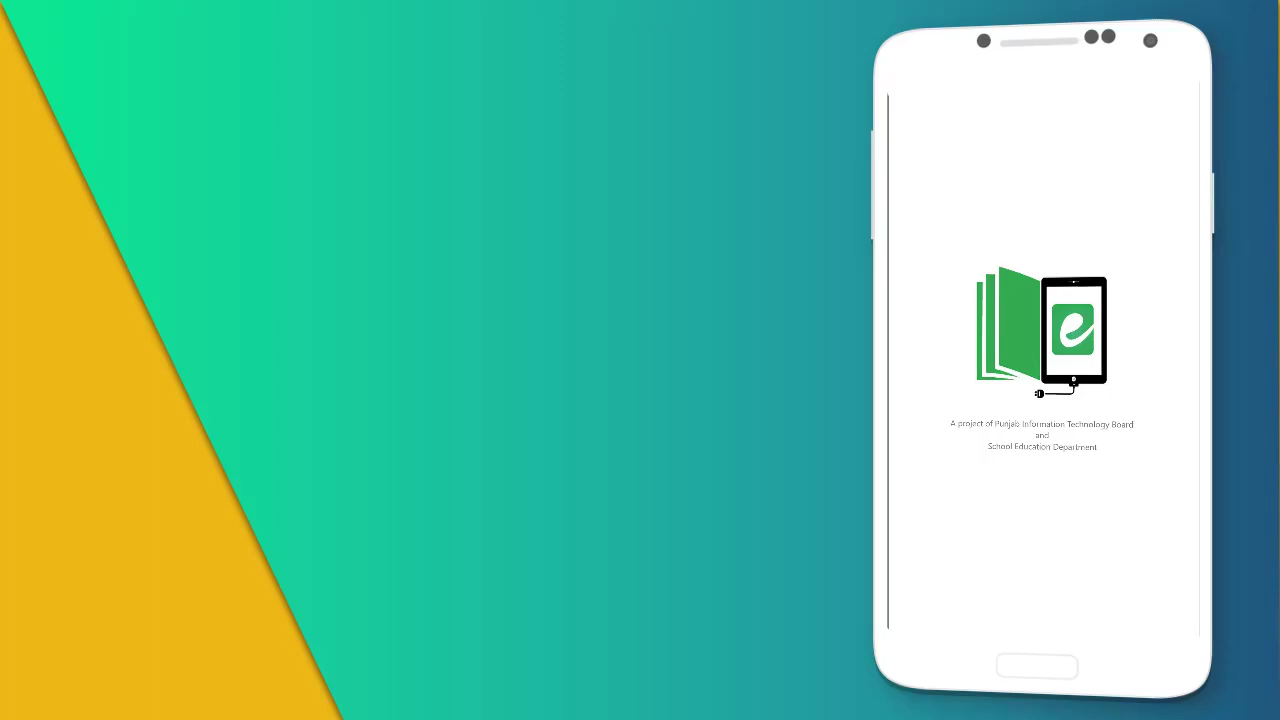 e
A project of Punjab Information Technology Board
and
School Education Department